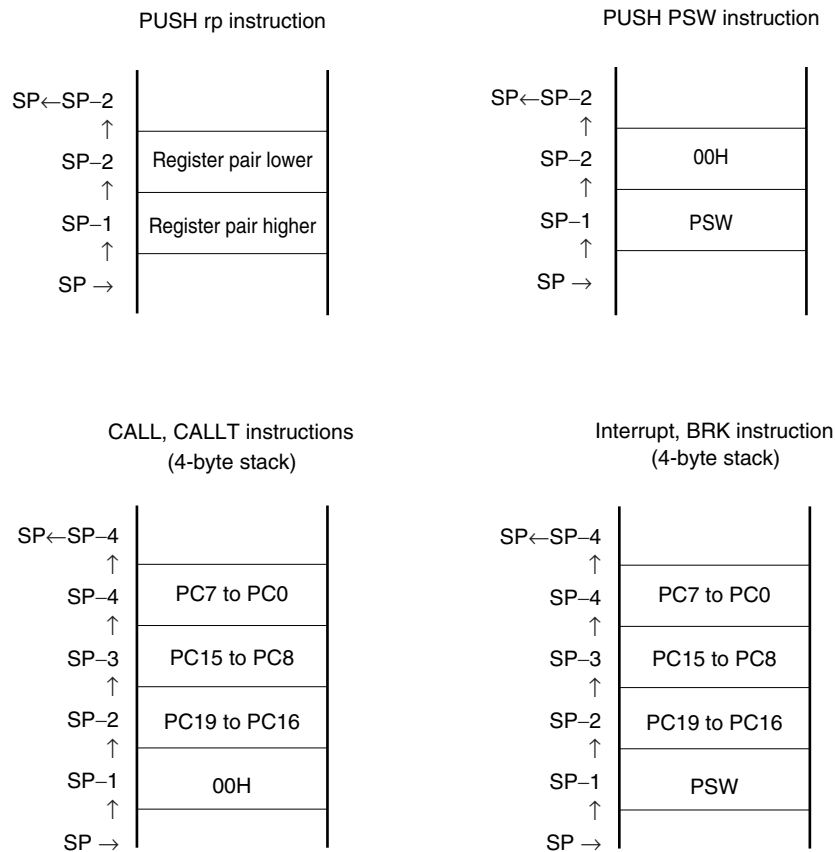 PUSH rp instruction
SP←SP–2
↑
SP–2
Register pair lower
↑
SP–1
Register pair higher
↑
SP →
PUSH PSW instruction
SP←SP–2
↑
SP–2
00H
↑
SP–1
PSW
↑
SP →
CALL, CALLT instructions
(4-byte stack)
SP←SP–4
↑
SP–4
PC7 to PC0
↑
SP–3
PC15 to PC8
↑
SP–2
PC19 to PC16
↑
SP–1
00H
↑
SP →
Interrupt, BRK instruction
(4-byte stack)
SP←SP–4
↑
SP–4
PC7 to PC0
↑
SP–3
PC15 to PC8
↑
SP–2
PC19 to PC16
↑
SP–1
PSW
↑
SP →